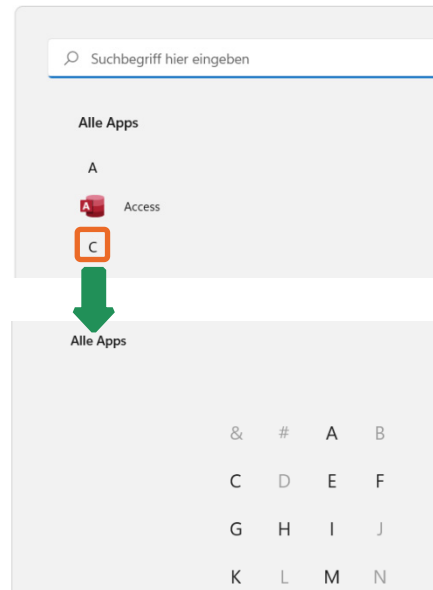 Suchbegriff hier eingeben
Alle Apps
A
A Access
C
Alle Apps
& # A B
C D E F
G H I J
K L M N